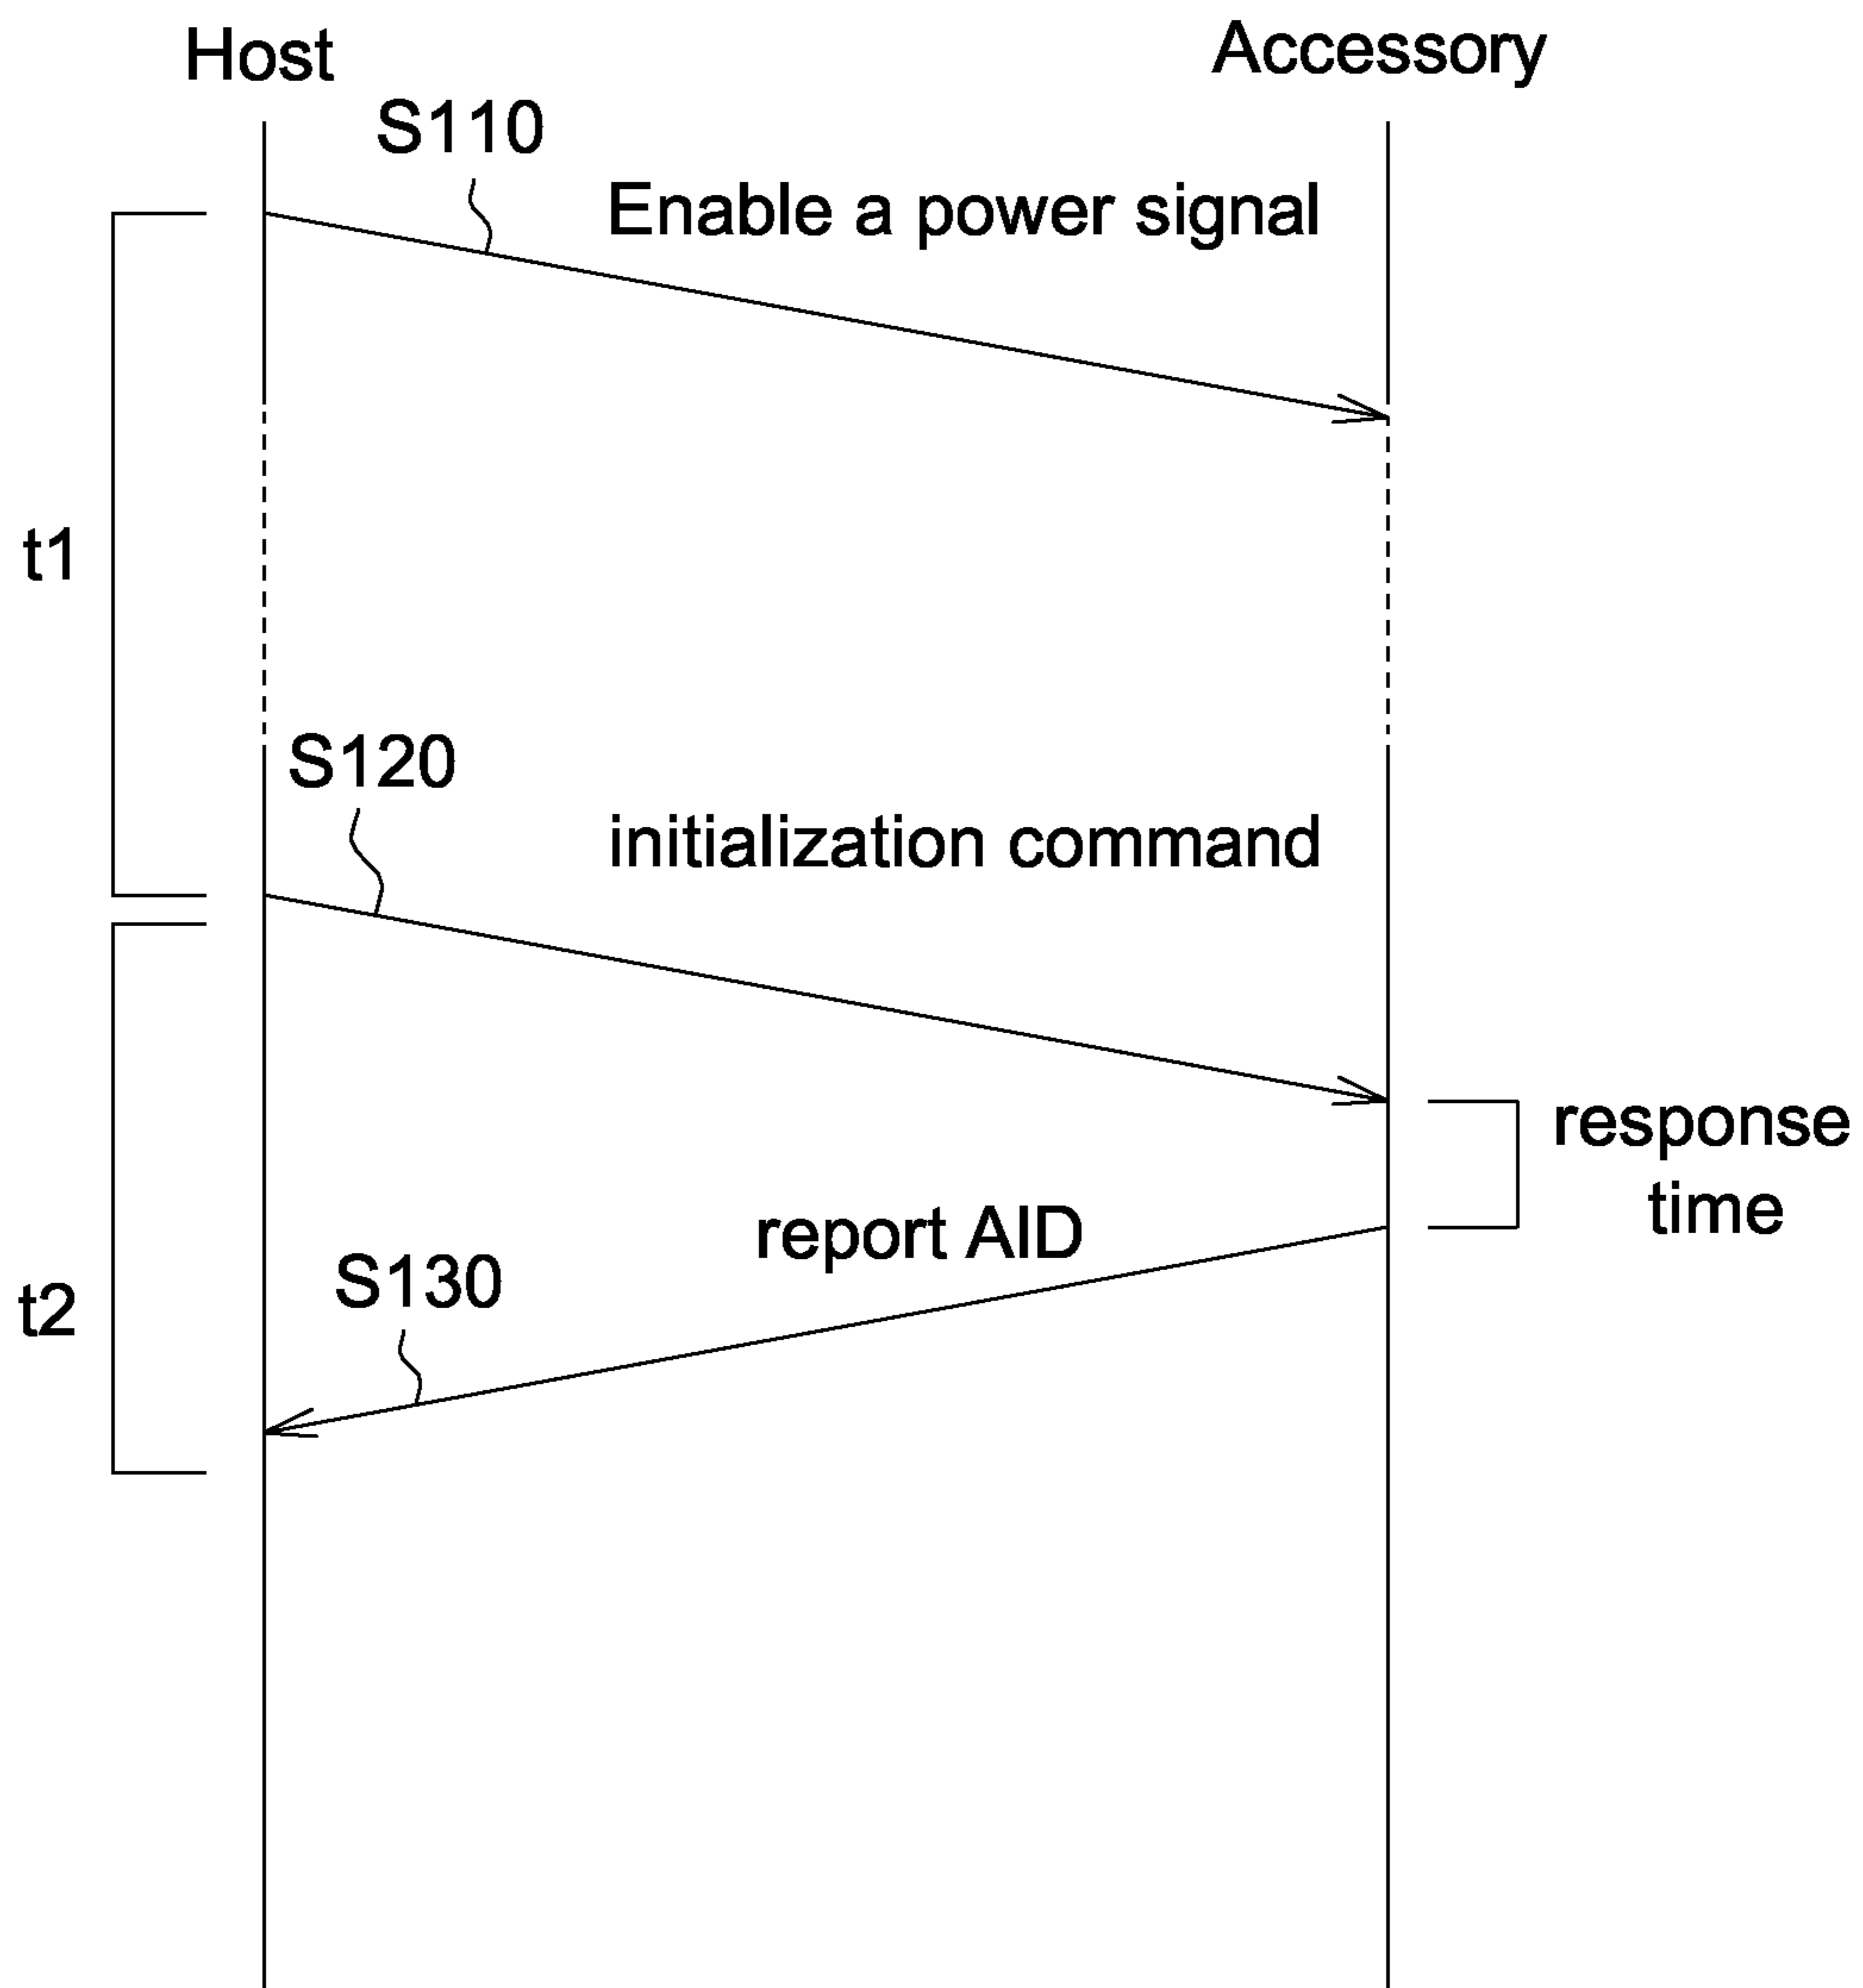 Host
Accessory
S110
Enable a power signal
t1
S120
initialization command
response
time
report AID
S130
t2